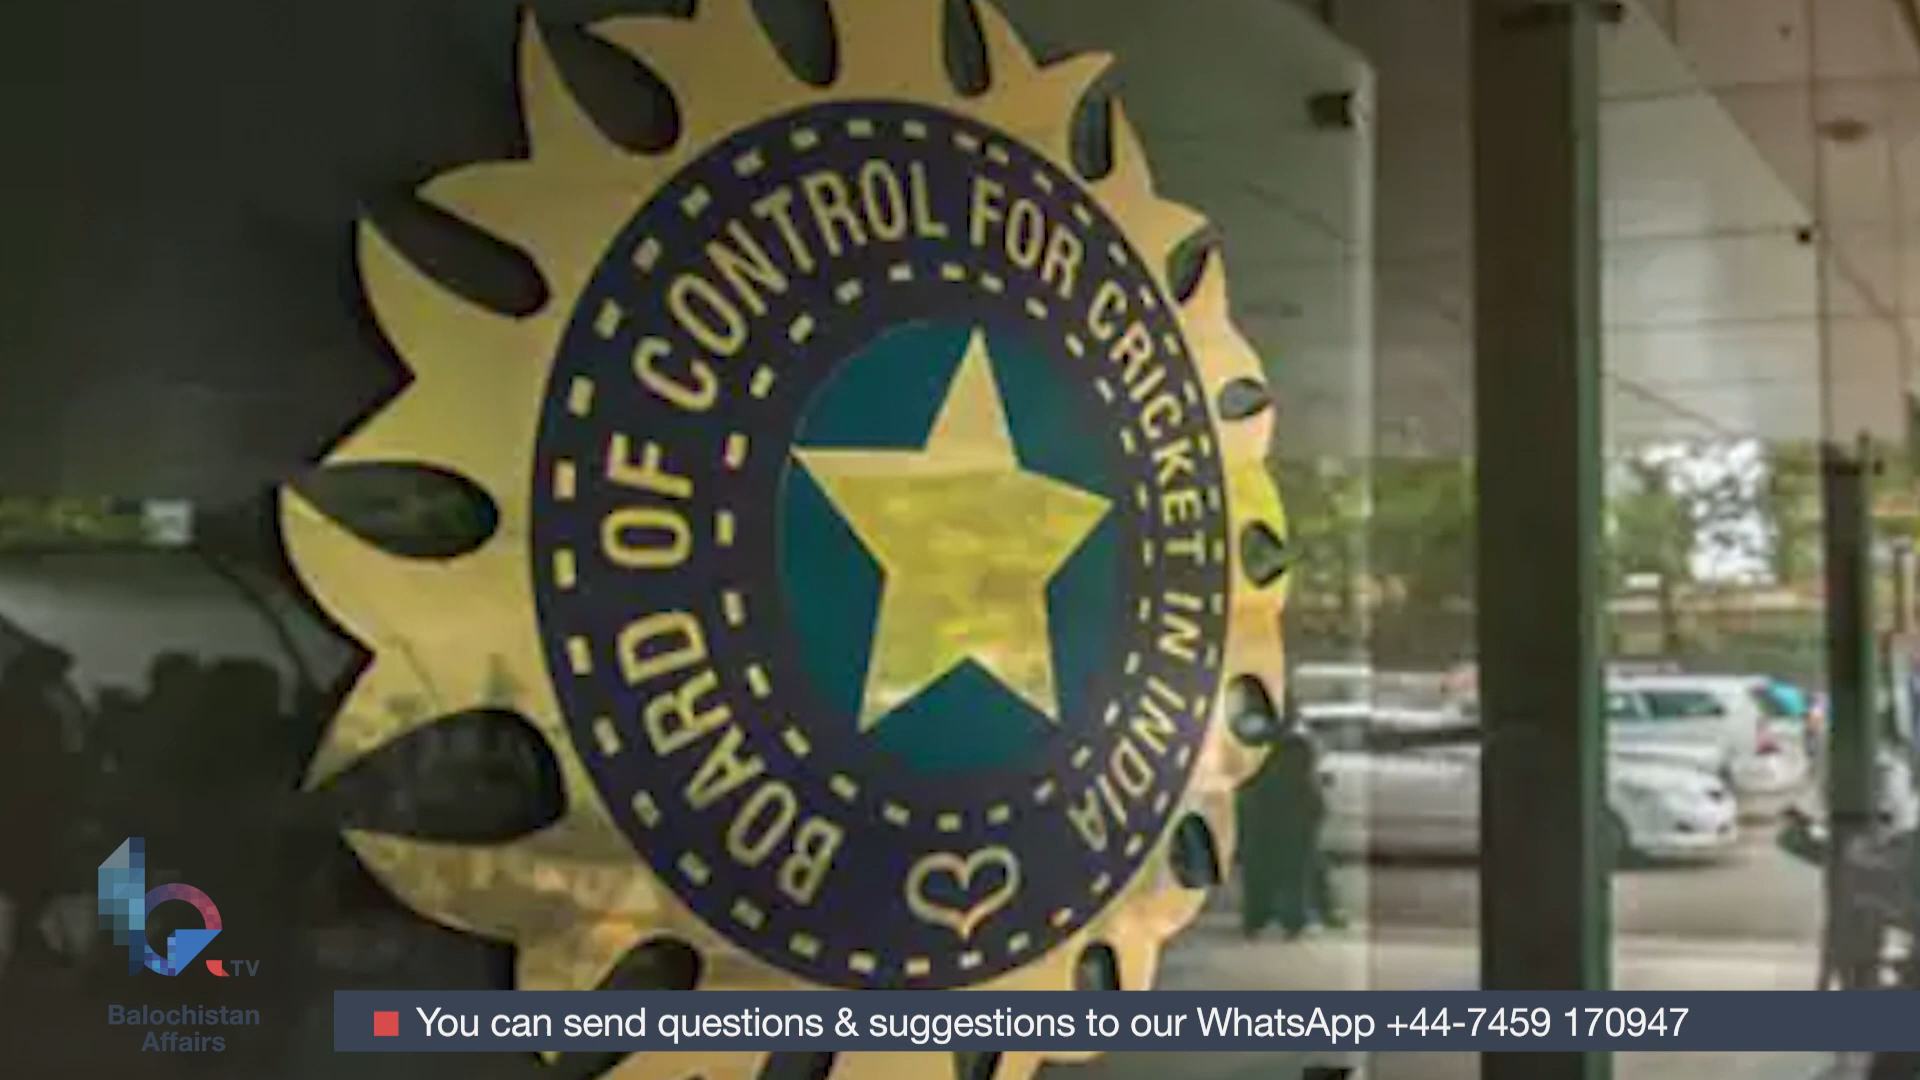 BOARD OF CONTROL FOR CRICKET IN INDIA
TV
Balochistan
Affairs
You can send questions & suggestions to our WhatsApp +44-7459 170947